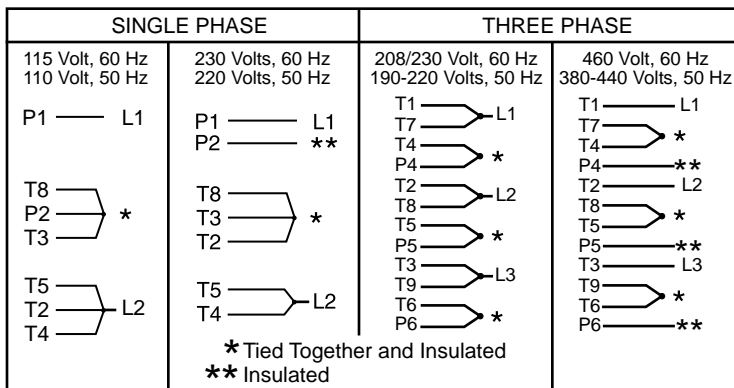 SINGLE PHASE
THREE PHASE
115 Volt, 60 Hz
110 Volt, 50 Hz
P1 L1
T8
P2 *
T3
T5
T2 L2
T4
230 Volts, 60 Hz
220 Volts, 50 Hz
P1 L1
P2 **
T8
T3 *
T2
T5
T4 L2
208/230 Volt, 60 Hz
190-220 Volts, 50 Hz
T1
T7 L1
T4
P4 *
T2
T8 L2
T5
P5 *
T3
T9 L3
T6
P6 *
460 Volt, 60 Hz
380-440 Volts, 50 Hz
T1 L1
T7
T4 *
P4 **
T2 L2
T8
T5 *
P5 **
T3 L3
T9
T6 *
P6 **
* Tied Together and Insulated
** Insulated